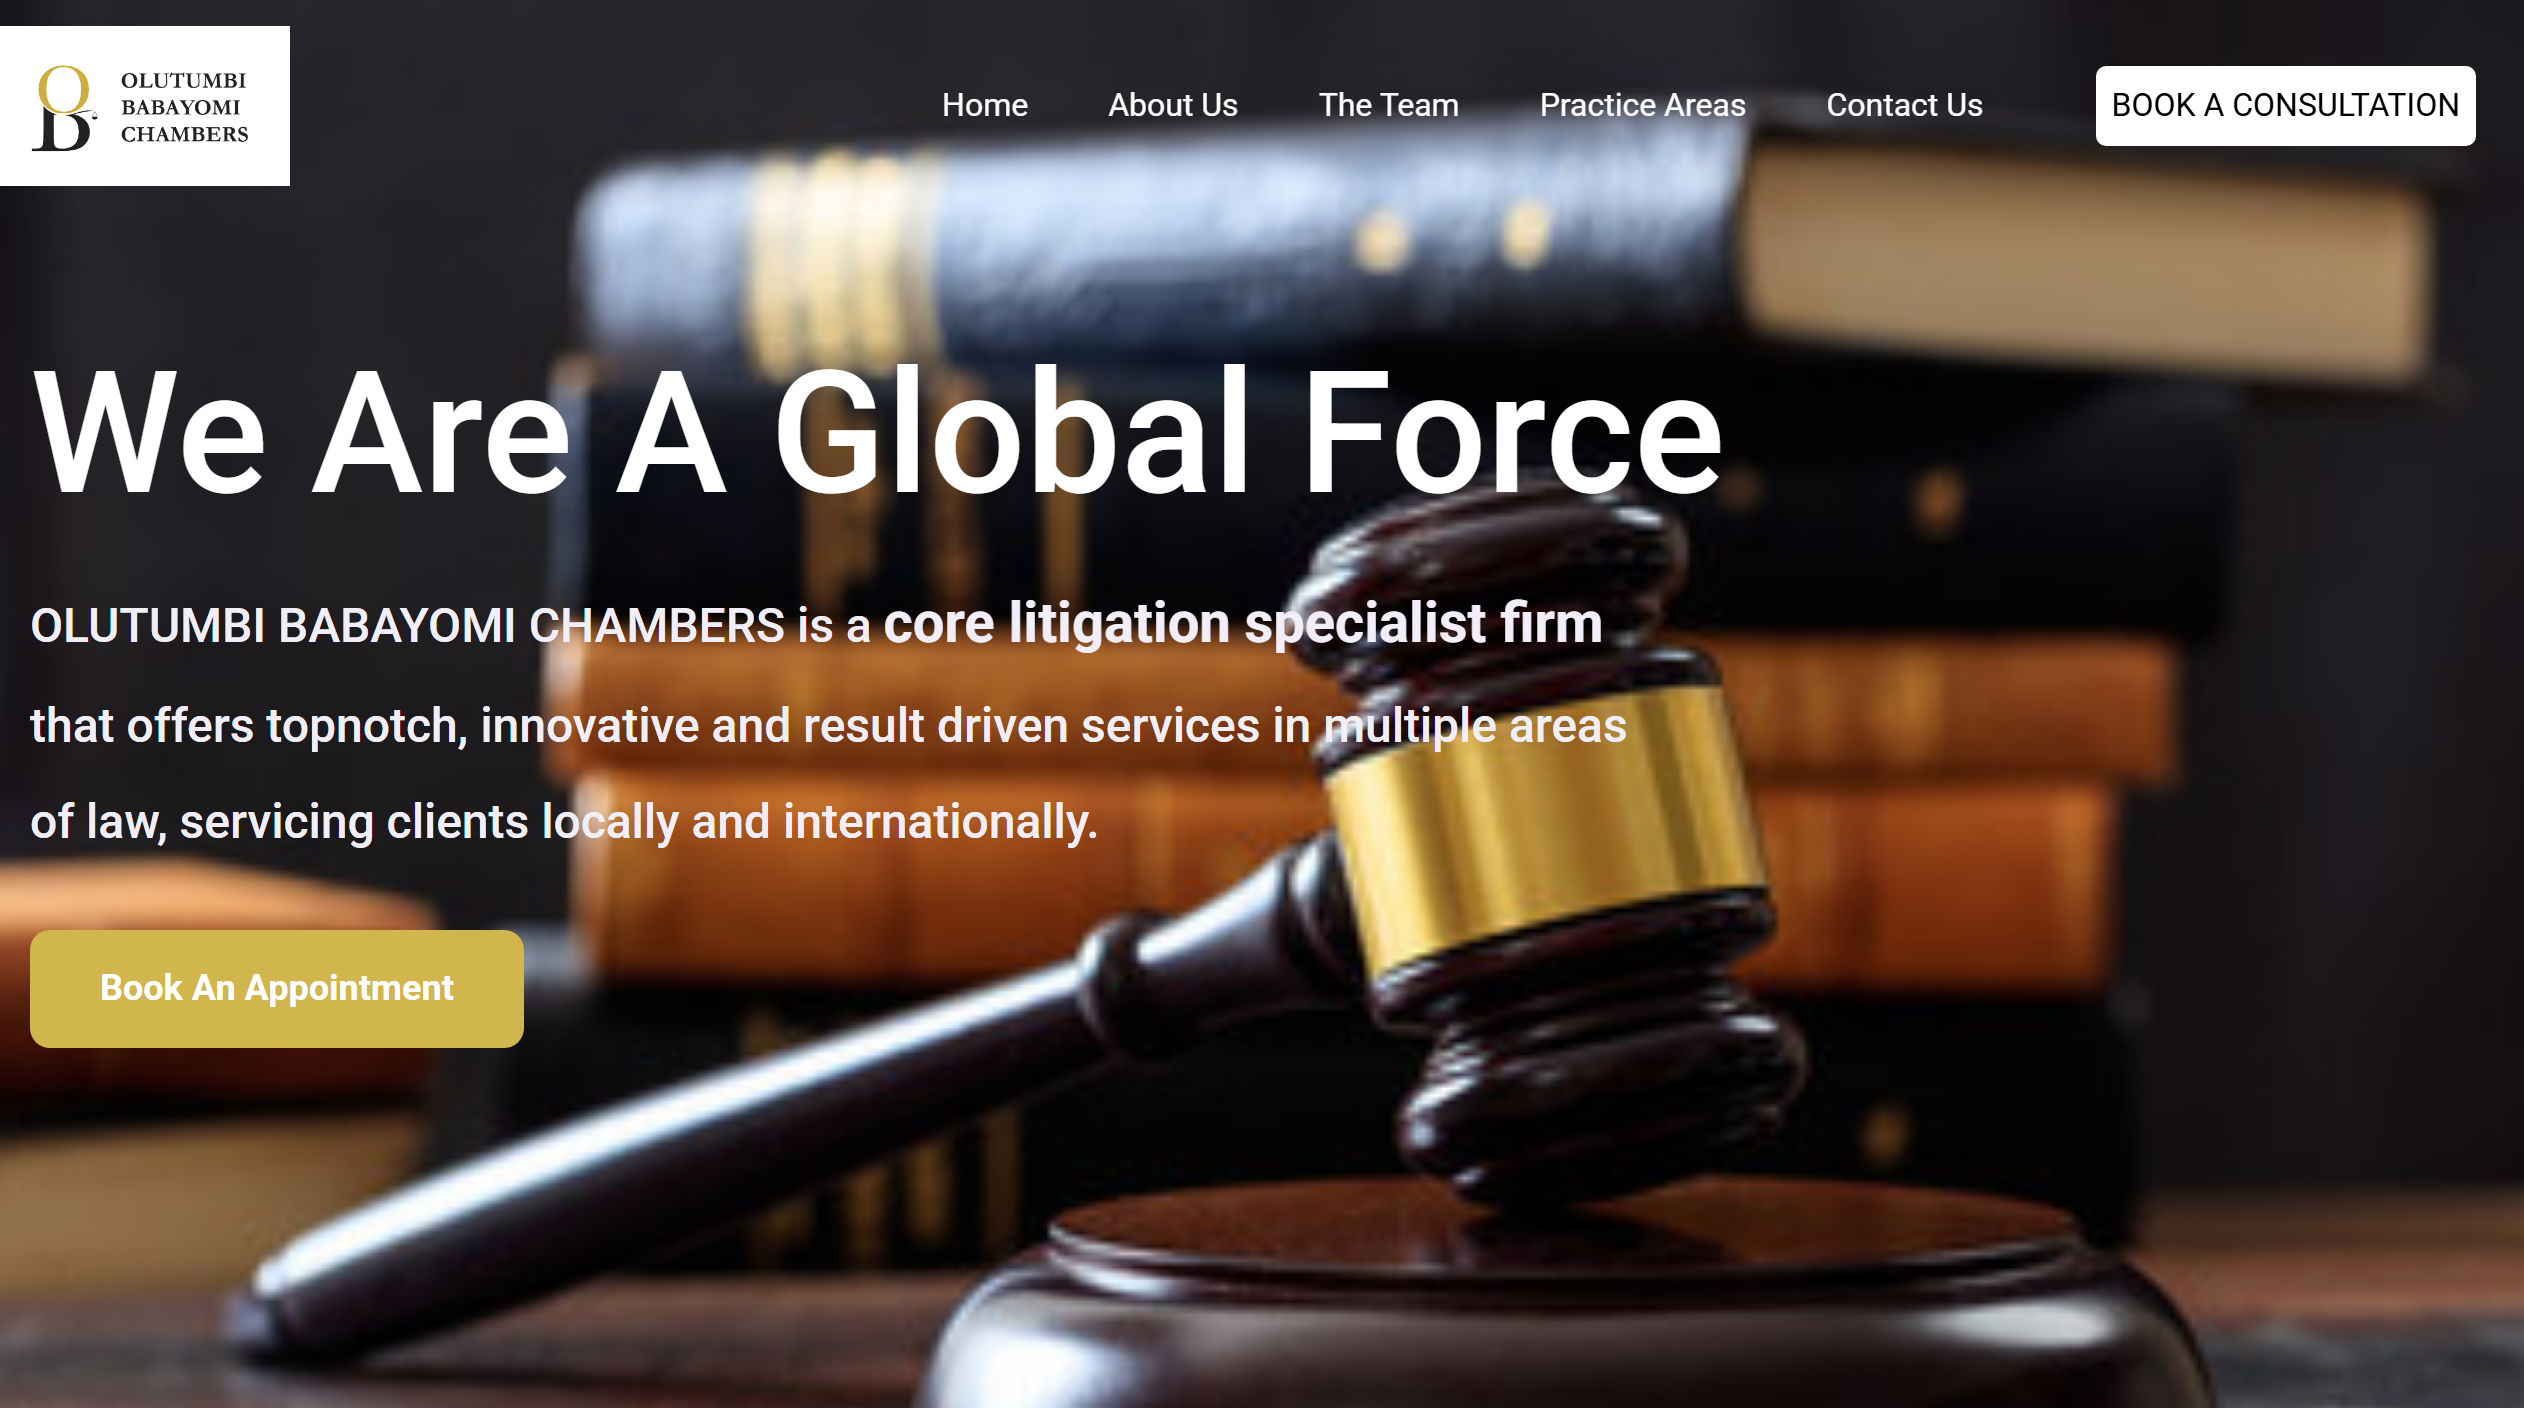 OLUTUMBI
BABAYOMI
CHAMBERS
Home About Us The Team Practice Areas Contact Us BOOK A CONSULTATION
We Are A Global Force
OLUTUMBI BABAYOMI CHAMBERS is a core litigation specialist firm
that offers topnotch, innovative and result driven services in multiple areas
of law, servicing clients locally and internationally.
Book An Appointment